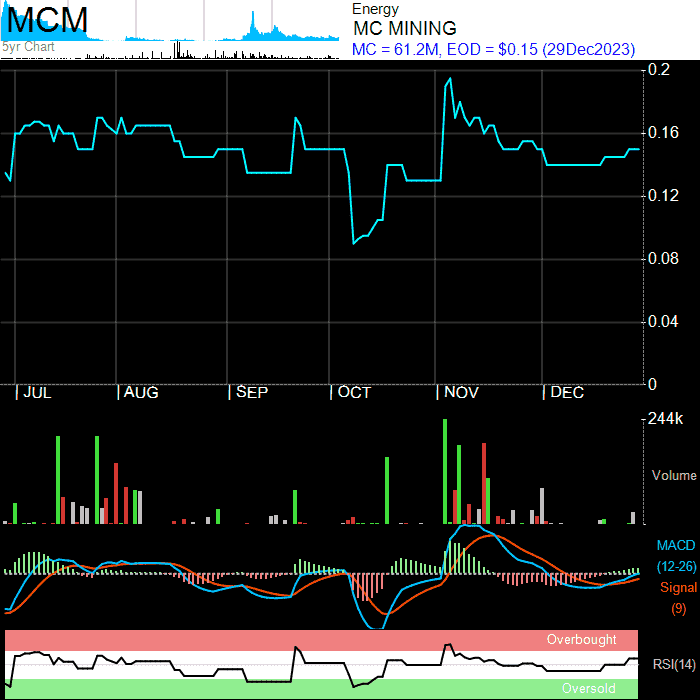 MCM
5yr Chart
Energy
MC MINING
MC = 61.2M, EOD = $0.15 (29Dec2023)
0.2
0.16
0.12
0.08
0.04
0
JUL AUG SEP OCT NOV DEC
244k
Volume
MACD
(12-26)
Signal
(9)
Overbought
RSI(14)
Oversold